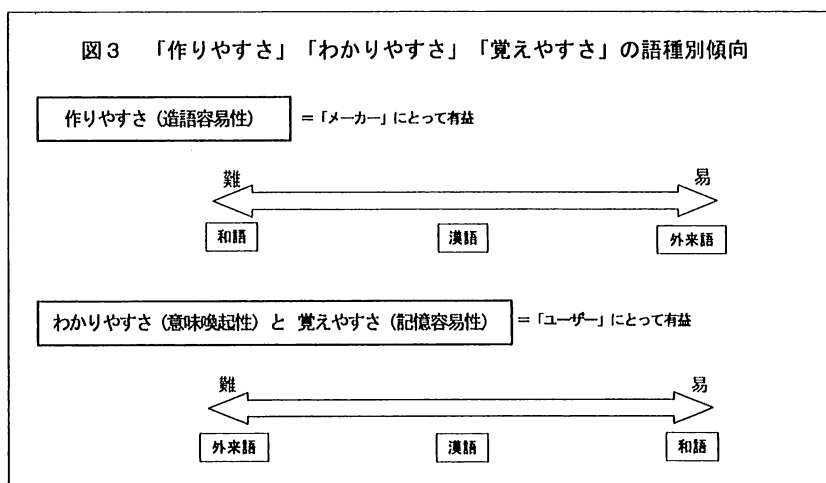 図3 「作りやすさ」「わかりやすさ」「覚えやすさ」の語種別傾向
作りやすさ（造語容易性） ＝「メーカー」にとって有益
難 易
和語 漢語 外来語
わかりやすさ（意味喚起性）と 覚えやすさ（記憶容易性） ＝「ユーザー」にとって有益
難 易
外来語 漢語 和語